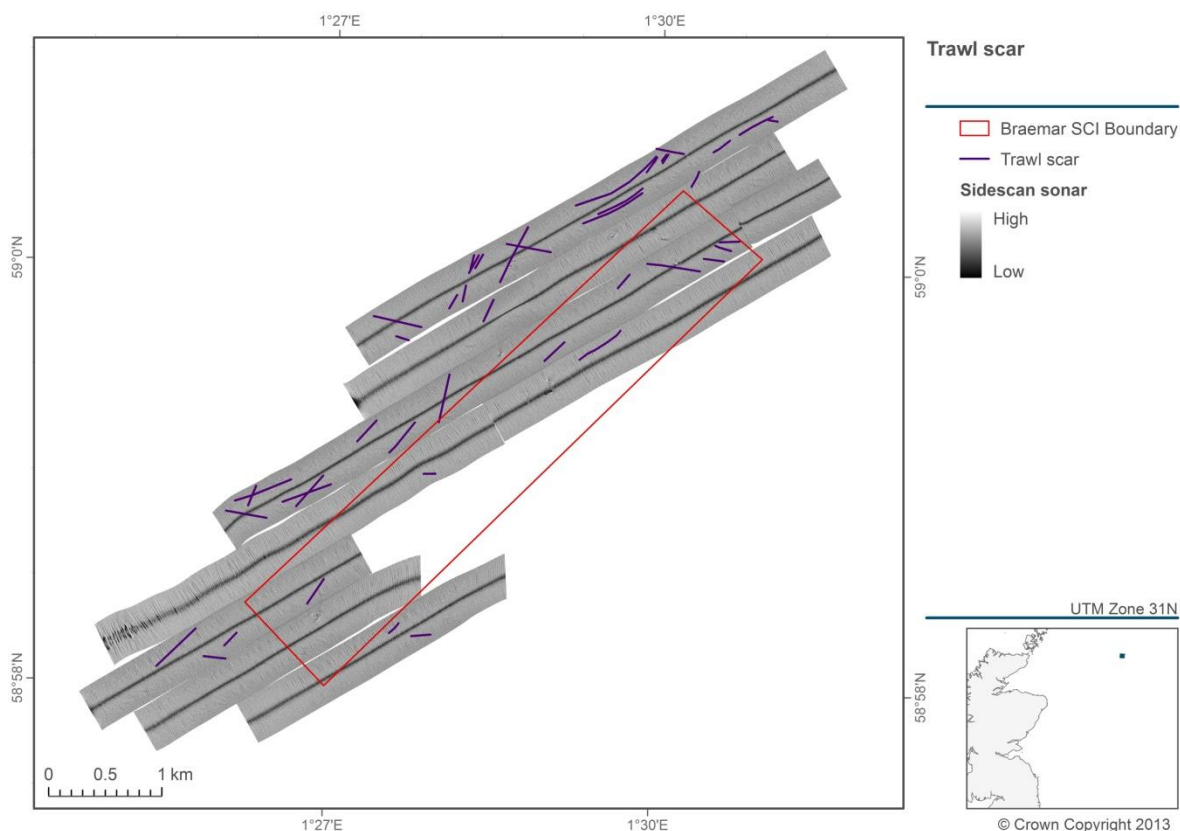 1°27'E 1°30'E
Trawl scar
Braemar SCI Boundary
Trawl scar
Sidescan sonar
High
Low
59°0'N
59°0'N
58°58'N
58°58'N
0 0.5 1 km
1°27'E 1°30'E
UTM Zone 31N
© Crown Copyright 2013